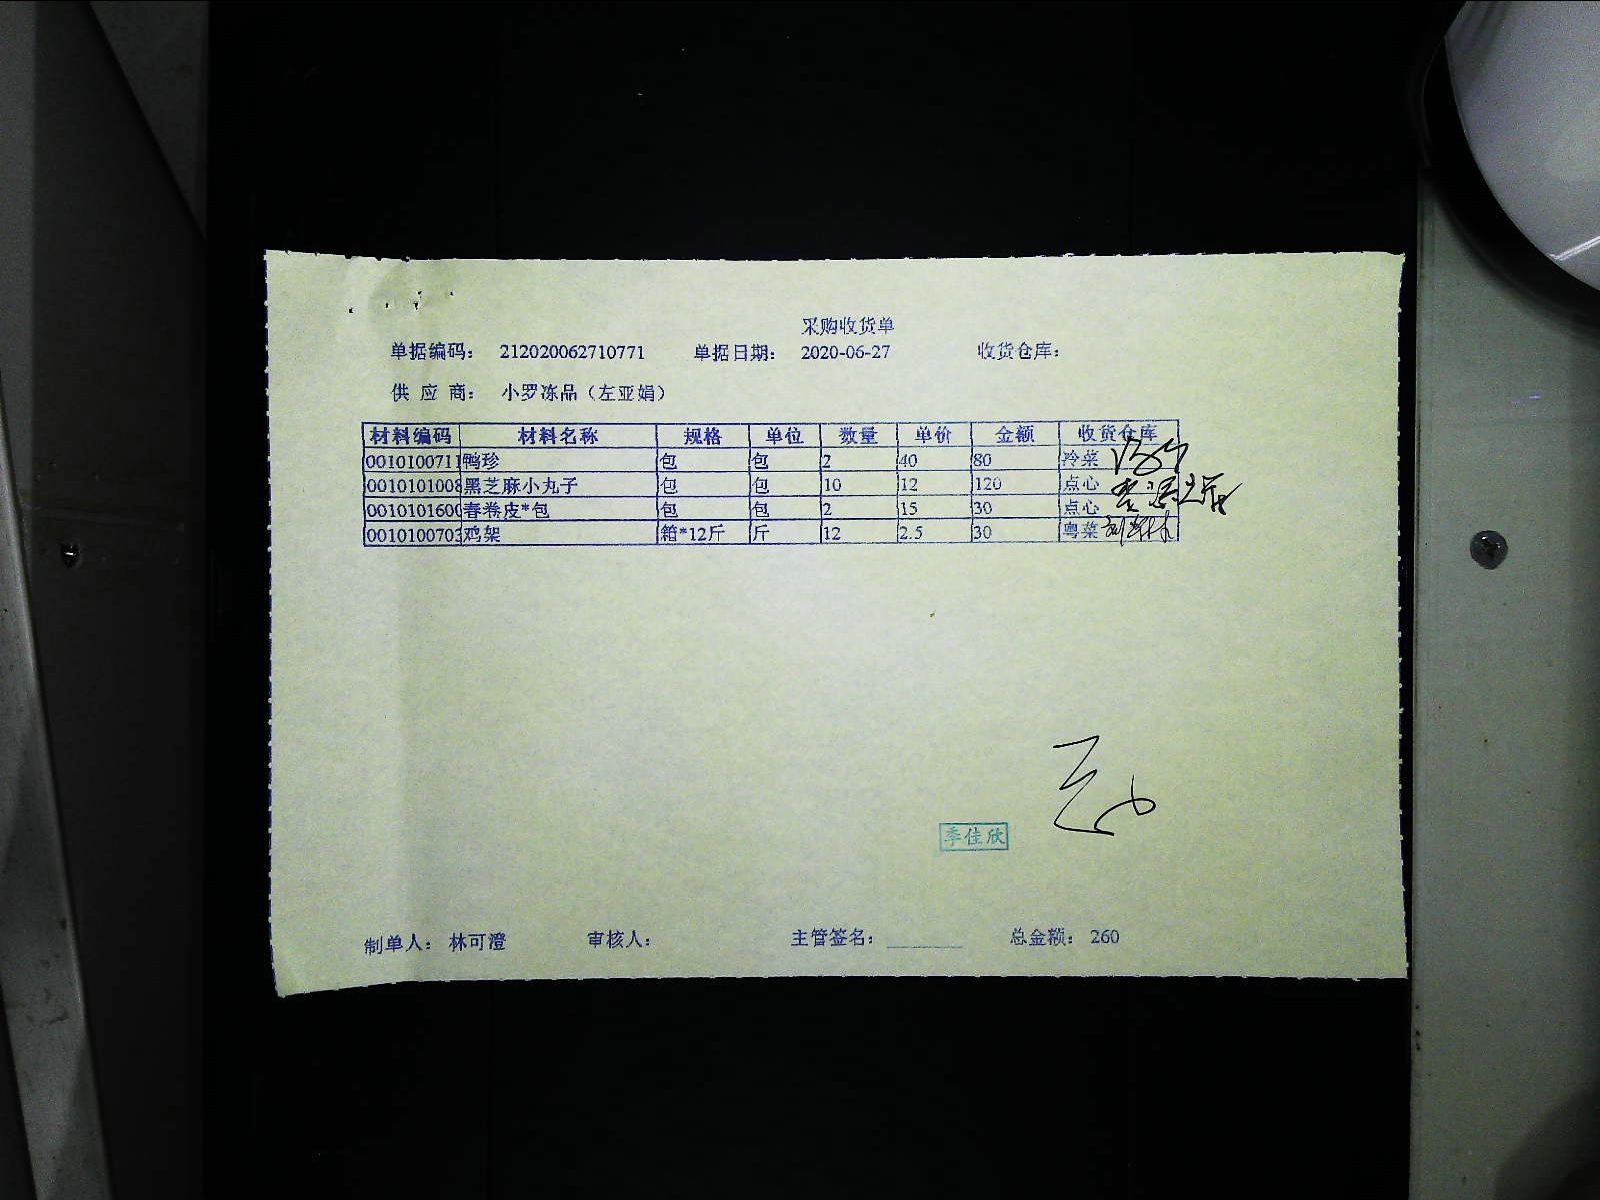 采购收货单
单据编码： 212020062710771 单据日期： 2020-06-27 收货仓库：
供 应 商： 小罗冻品（左亚娟）
材料编码 材料名称 规格 单位 数量 单价 金额 收货仓库
0010100711 鸭珍 包 包 2 40 80 冷菜
0010101008 黑芝麻小丸子 包 包 10 12 120 点心
0010101600 春卷皮*包 包 包 2 15 30 点心
0010100703 鸡架 箱*12斤 斤 12 2.5 30 粤菜
季佳欣
制单人： 林可澄 审核人： 主管签名： 总金额： 260